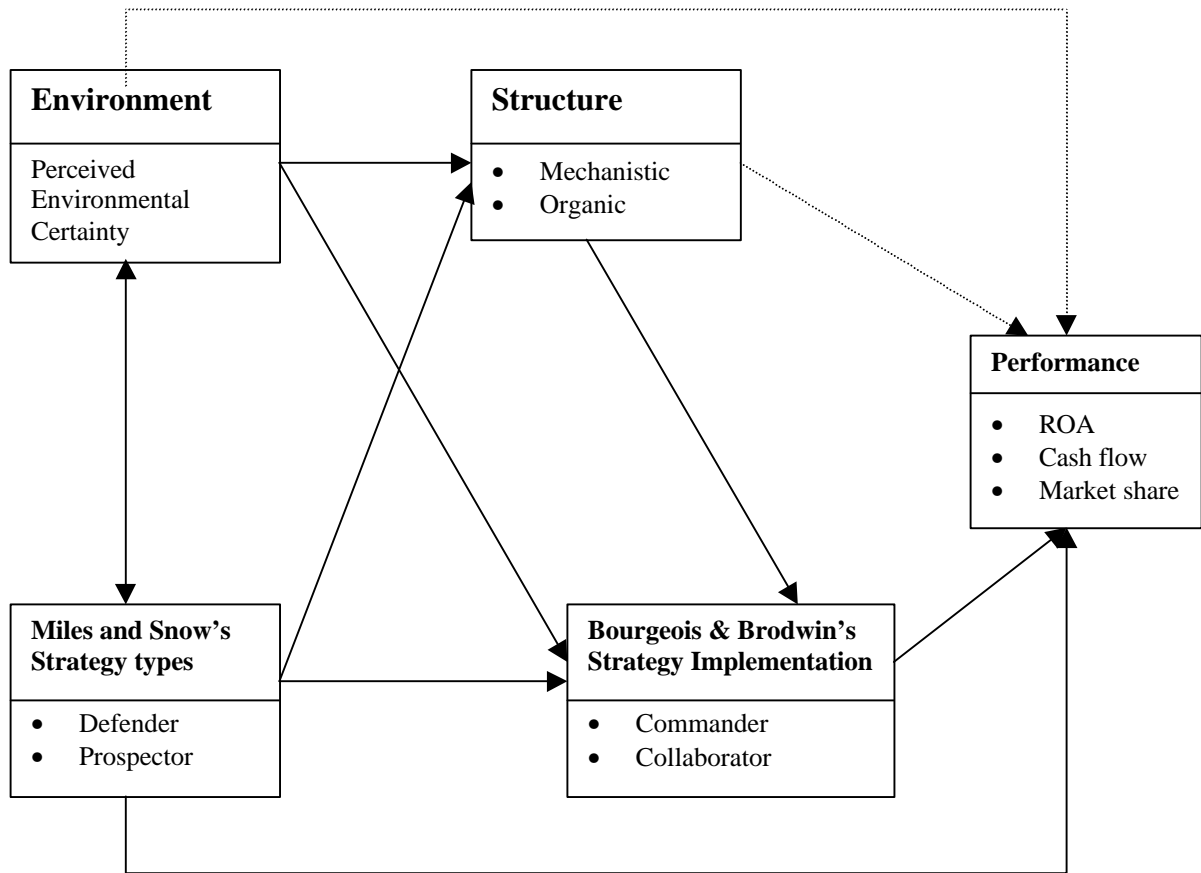 Environment
Perceived
Environmental
Certainty
Structure
• Mechanistic
• Organic
Performance
• ROA
• Cash flow
• Market share
Miles and Snow's
Strategy types
• Defender
• Prospector
Bourgeois & Brodwin's
Strategy Implementation
• Commander
• Collaborator